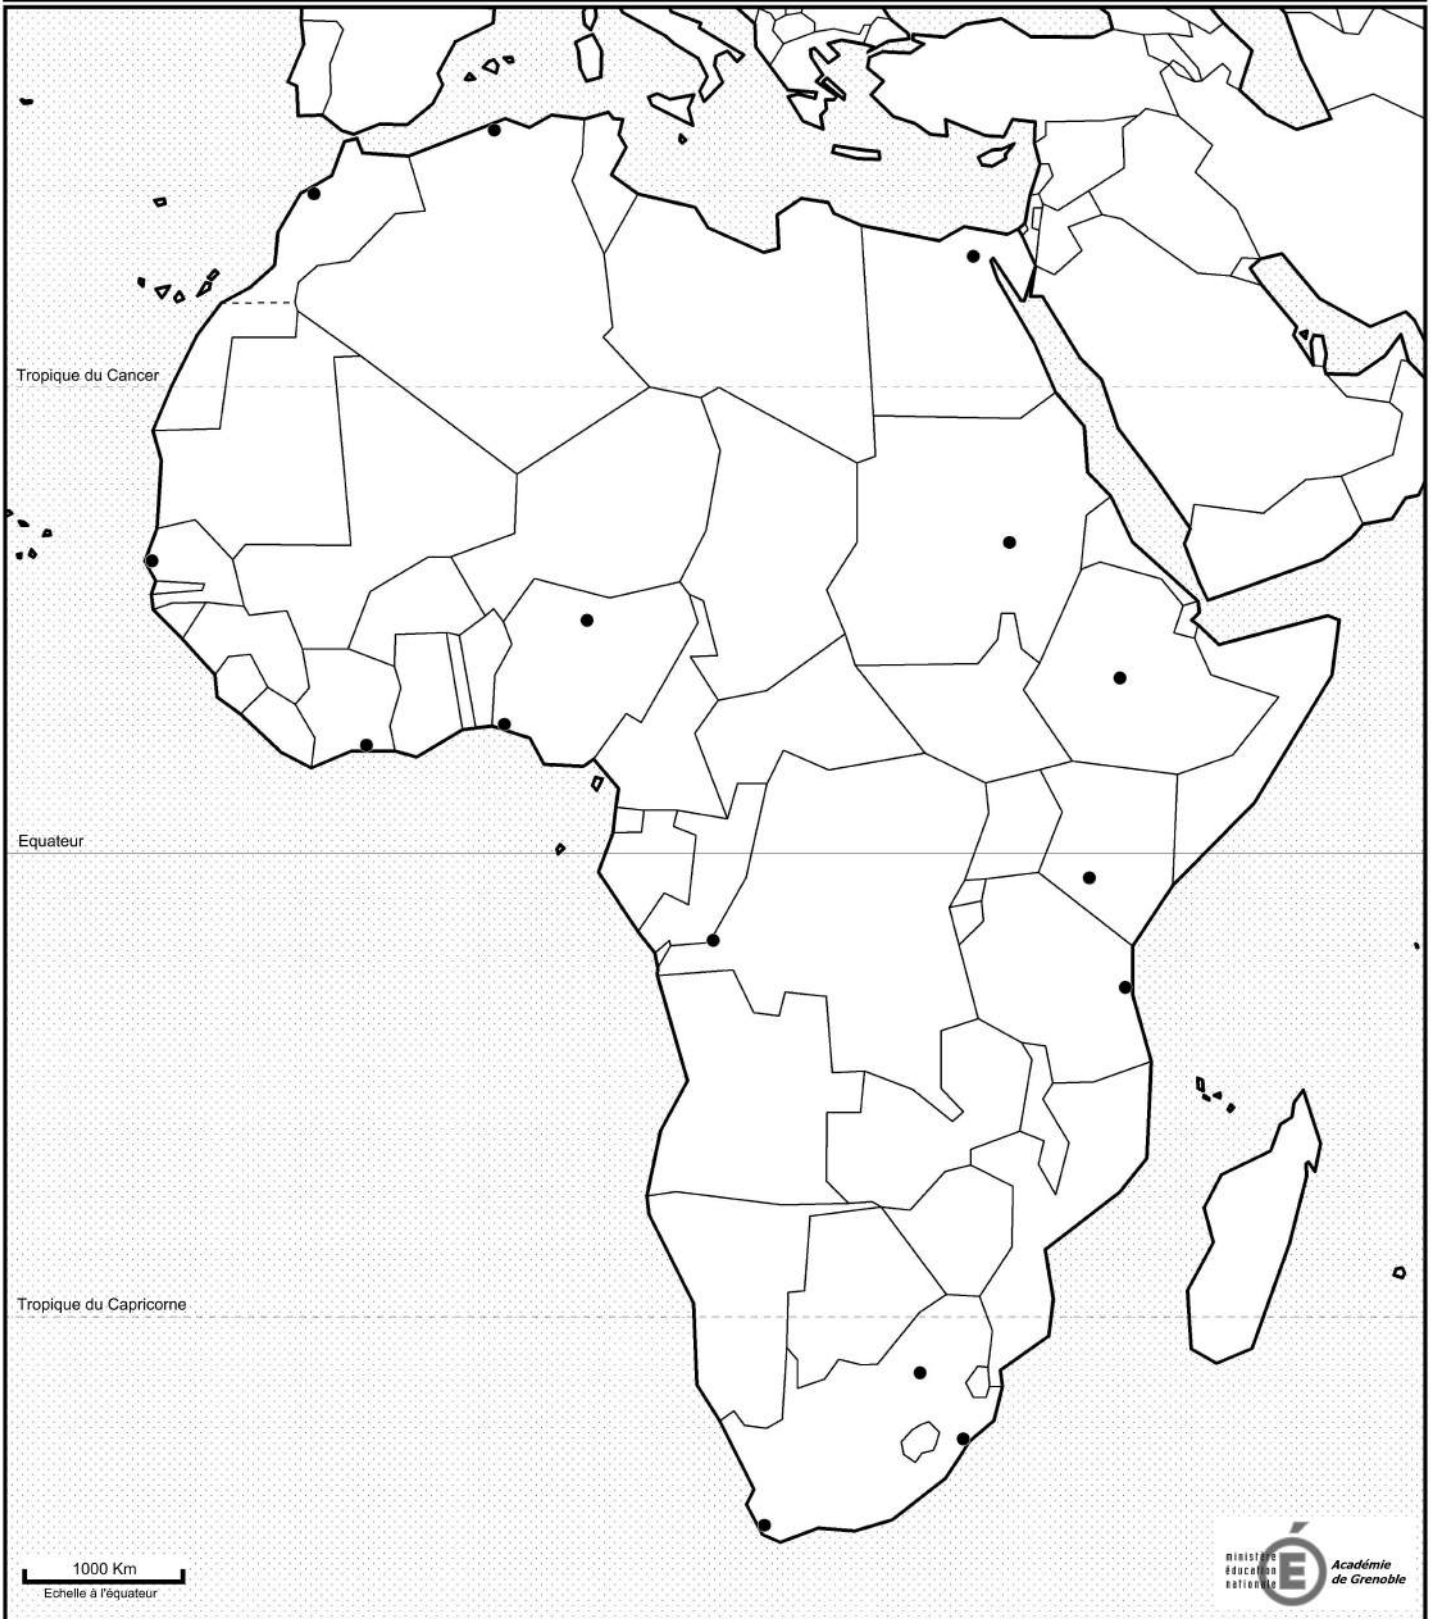 Tropique du Cancer
Equateur
Tropique du Capricorne
1000 Km
Echelle à l'équateur
ministère
éducation
nationale
É
Académie
de Grenoble